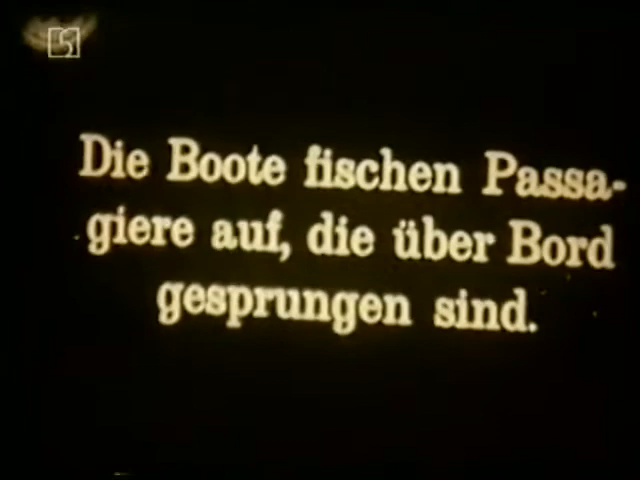 Die Boote fischen Passa-
giere auf, die über Bord
gesprungen sind.